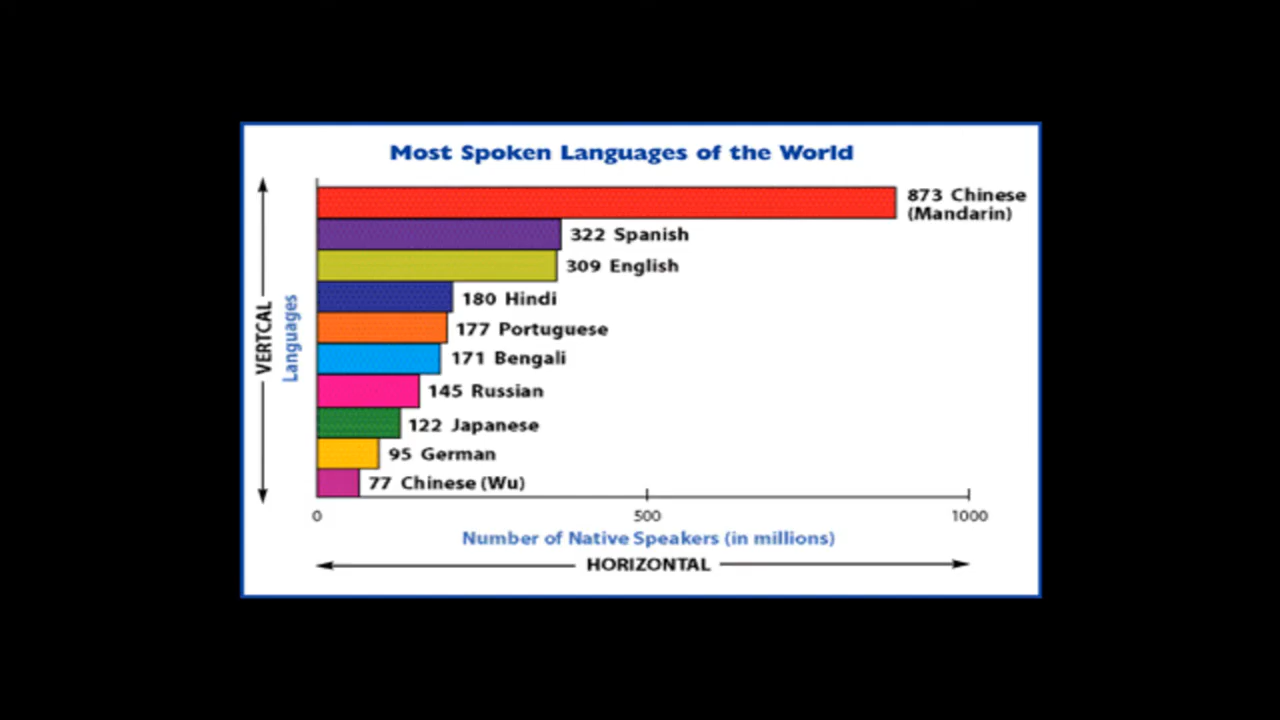 Most Spoken Languages of the World
873 Chinese
(Mandarin)
322 Spanish
309 English
180 Hindi
177 Portuguese
171 Bengali
145 Russian
122 Japanese
95 German
77 Chinese (Wu)
VERTCAL
Languages
0 500 1000
Number of Native Speakers (in millions)
HORIZONTAL